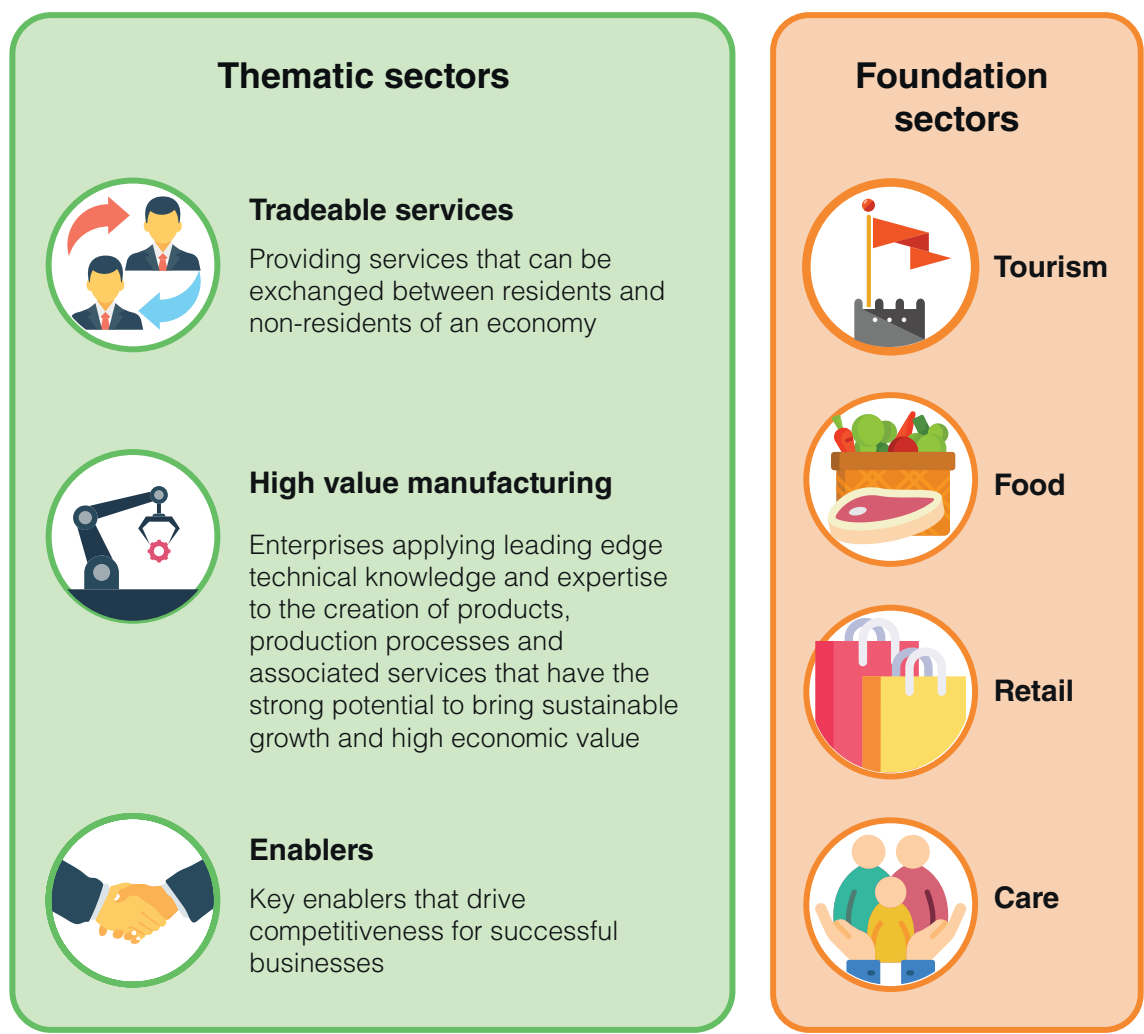 Thematic sectors
Tradeable services
Providing services that can be
exchanged between residents and
non-residents of an economy
High value manufacturing
Enterprises applying leading edge
technical knowledge and expertise
to the creation of products,
production processes and
associated services that have the
strong potential to bring sustainable
growth and high economic value
Enablers
Key enablers that drive
competitiveness for successful
businesses
Foundation
sectors
Tourism
Food
Retail
Care